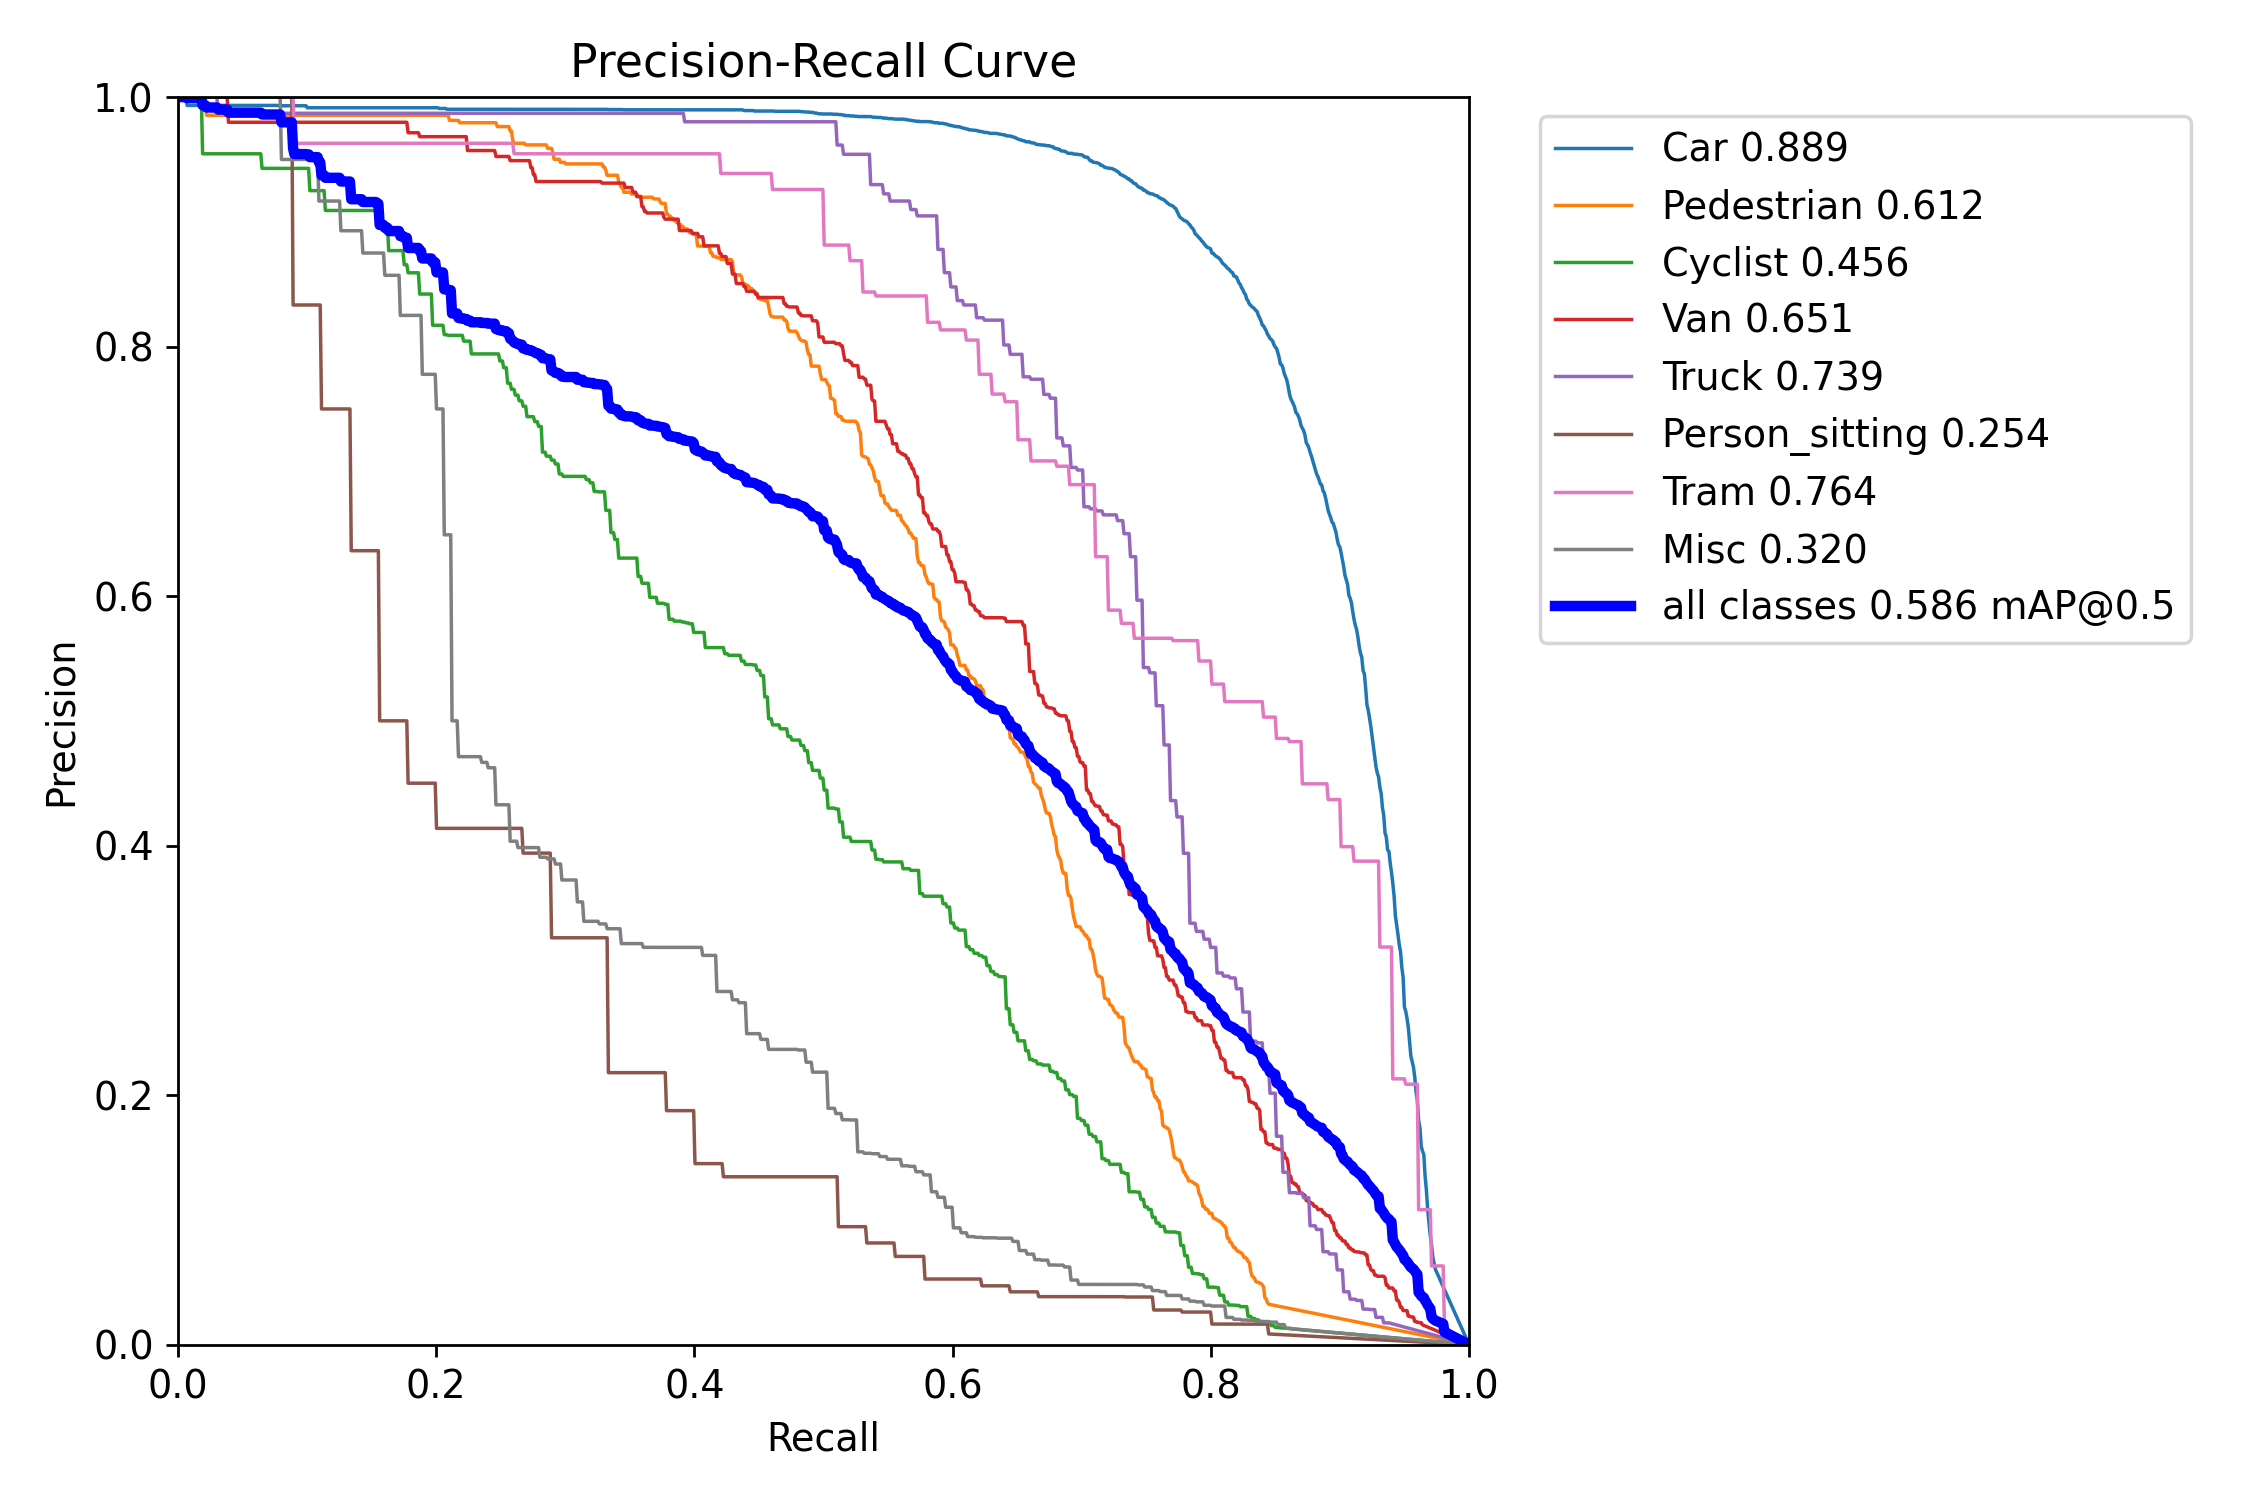 Precision-Recall Curve
1.0
0.8
0.6
0.4
0.2
0.0
Precision
0.0 0.2 0.4 0.6 0.8 1.0
Recall
Car 0.889
Pedestrian 0.612
Cyclist 0.456
Van 0.651
Truck 0.739
Person_sitting 0.254
Tram 0.764
Misc 0.320
all classes 0.586 mAP@0.5